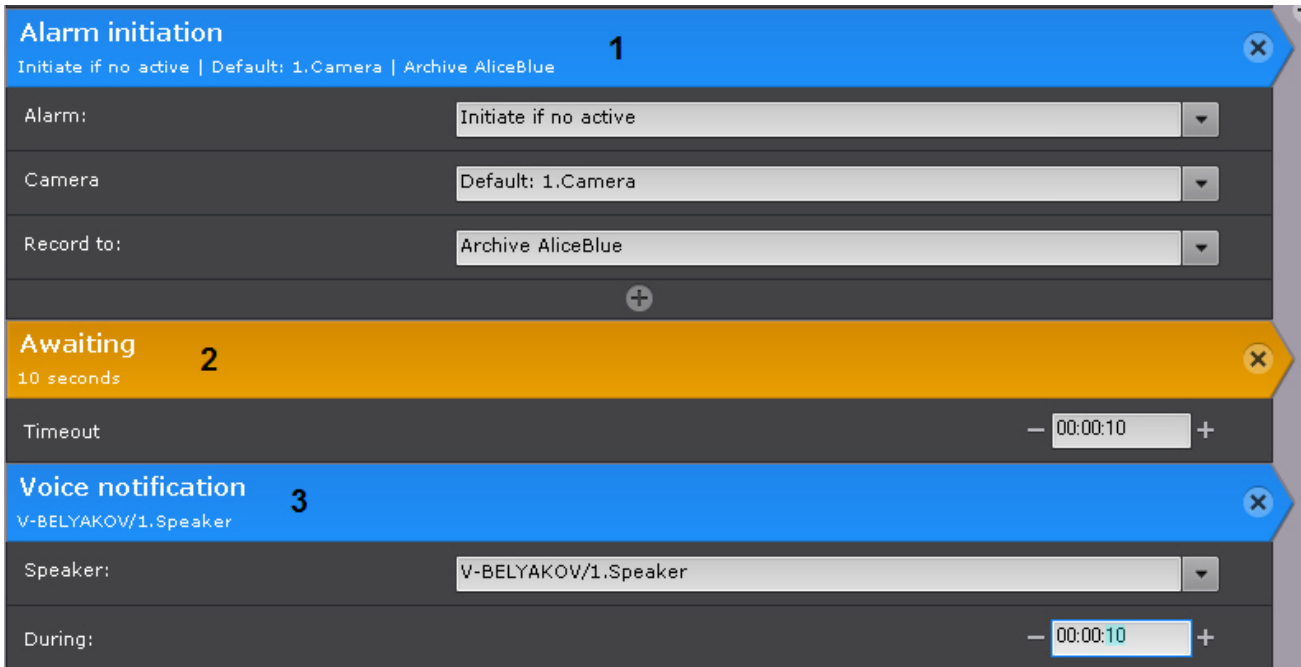 Alarm initiation
1
Initiate if no active | Default: 1.Camera | Archive AliceBlue
Alarm: Initiate if no active
Camera Default: 1.Camera
Record to: Archive AliceBlue
Awaiting
2
10 seconds
Timeout 00:00:10
Voice notification
3
V-BELYAKOV/1.Speaker
Speaker: V-BELYAKOV/1.Speaker
During: 00:00:10